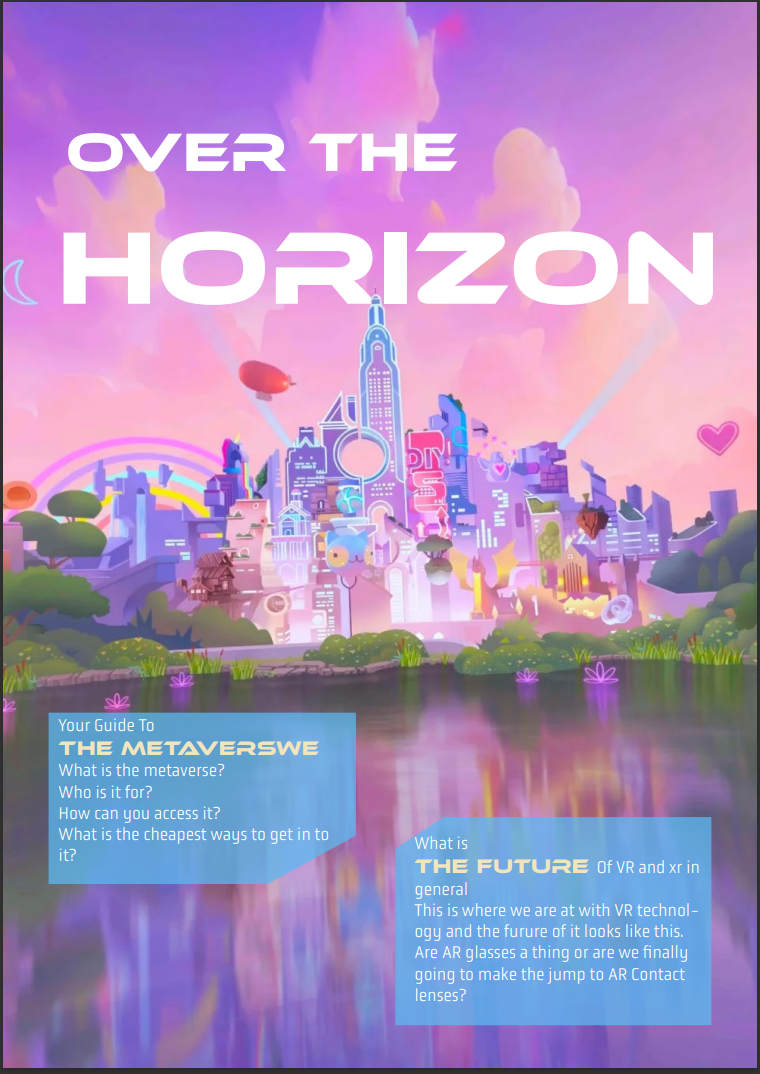 OVER THE
HORIZON
DIY
Your Guide To
THE METAVERSWE
What is the metaverse?
Who is it for?
How can you access it?
What is the cheapest ways to get in to
it?
What is
THE FUTURE Of VR and xr in
general
This is where we are at with VR technol-
ogy and the furure of it looks like this.
Are AR glasses a thing or are we finally
going to make the jump to AR Contact
lenses?